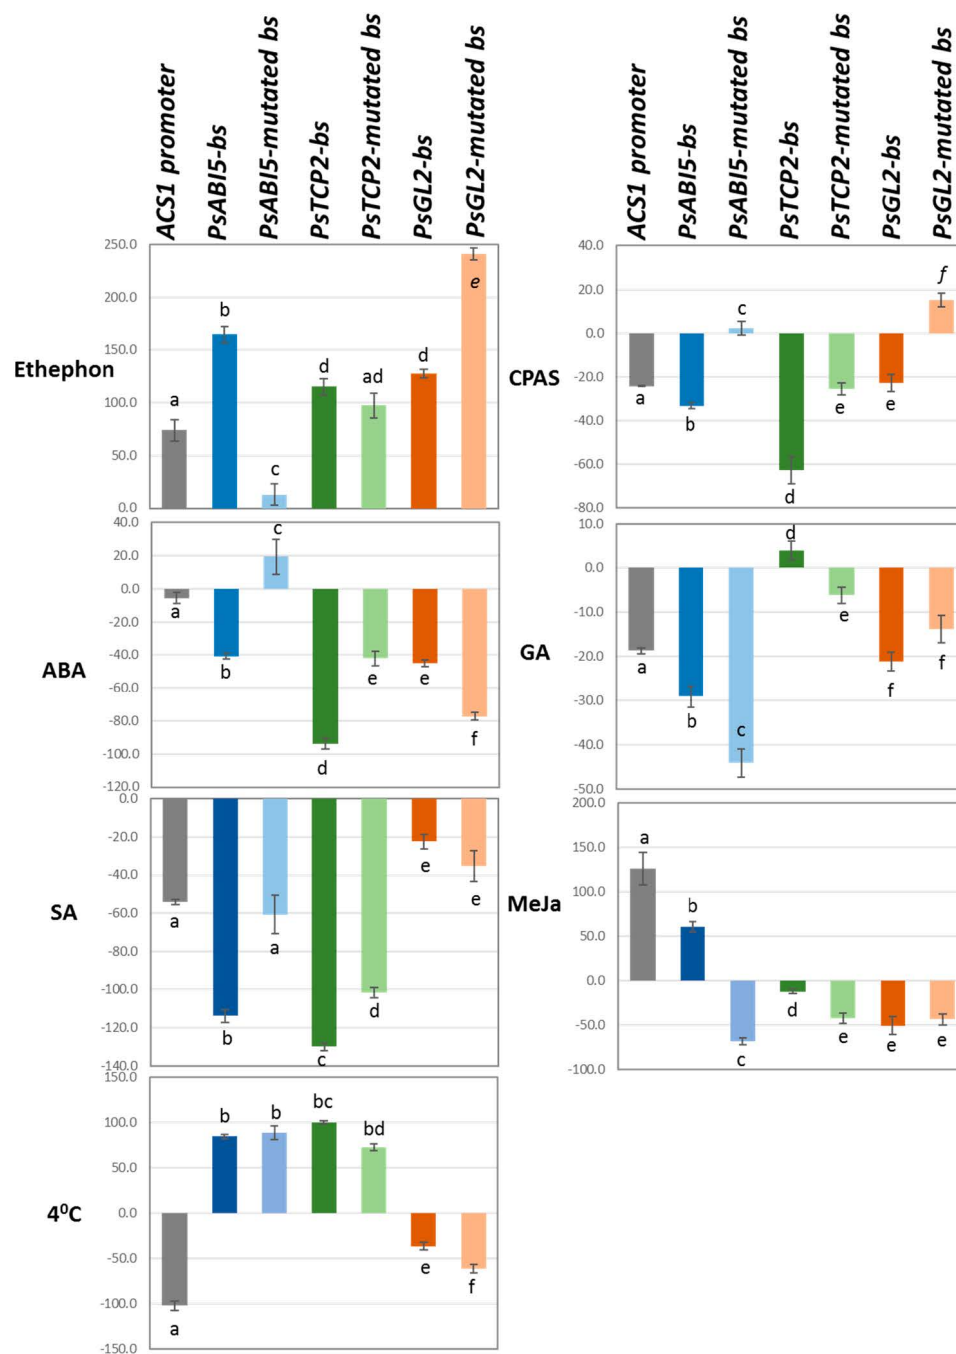 ACS1 promoter
PsABI5-bs
PsABI5-mutated bs
PsTCP2-bs
PsTCP2-mutated bs
PsGL2-bs
PsGL2-mutated bs
Ethephon
250.0
200.0
150.0
100.0
50.0
0.0
a
b
c
d
ad
d
e
ABA
40.0
20.0
0.0
-20.0
-40.0
-60.0
-80.0
-100.0
-120.0
a
b
c
d
e
e
f
SA
0.0
-20.0
-40.0
-60.0
-80.0
-100.0
-120.0
-140.0
a
b
a
c
d
e
e
4⁰C
150.0
100.0
50.0
0.0
-50.0
-100.0
-150.0
a
b
b
bc
bd
e
f
ACS1 promoter
PsABI5-bs
PsABI5-mutated bs
PsTCP2-bs
PsTCP2-mutated bs
PsGL2-bs
PsGL2-mutated bs
CPAS
40.0
20.0
0.0
-20.0
-40.0
-60.0
-80.0
a
b
c
d
e
e
f
GA
10.0
0.0
-10.0
-20.0
-30.0
-40.0
-50.0
a
b
c
d
e
f
f
MeJa
200.0
150.0
100.0
50.0
0.0
-50.0
-100.0
a
b
c
d
e
e
e